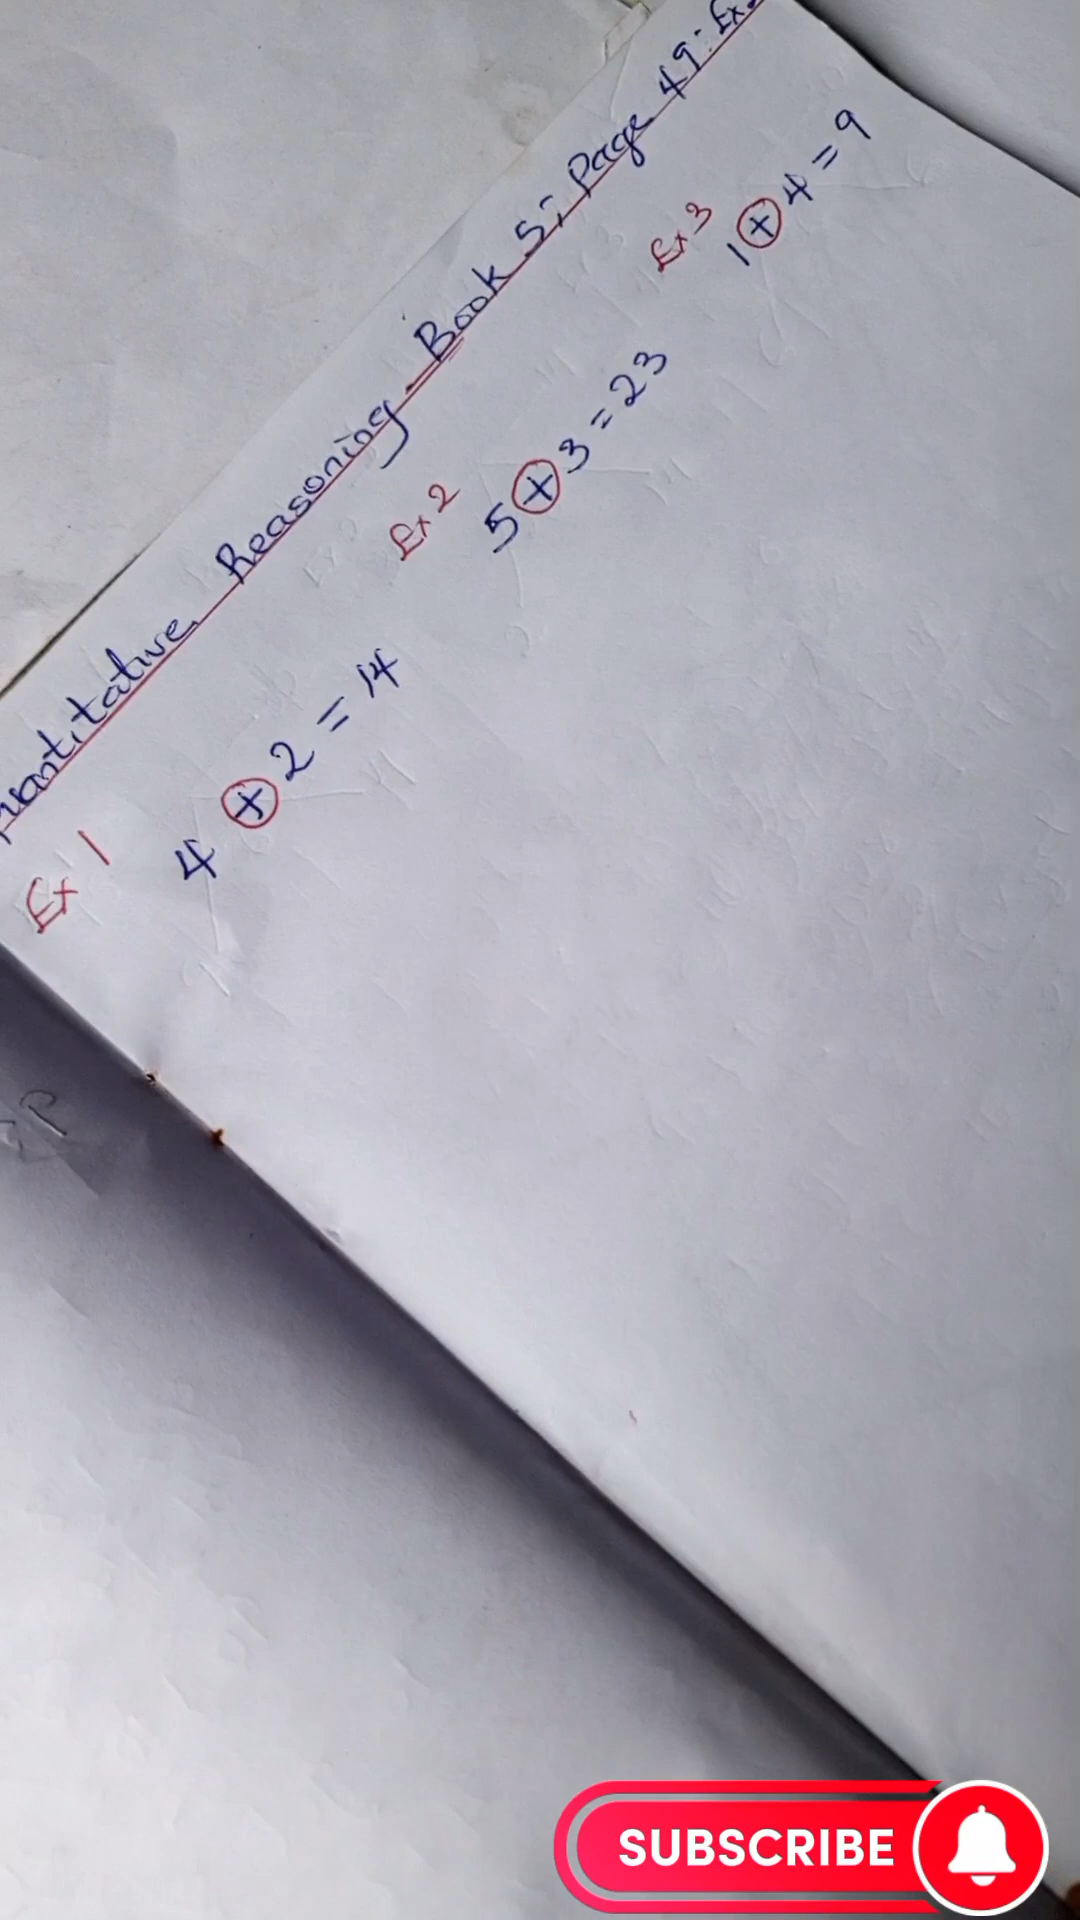 Quantitative Reasoning - Book 5; Page 49: Ex
Ex 1
4 ⊕ 2 = 14
Ex 2
5 ⊕ 3 = 23
Ex 3
1 ⊕ 4 = 9
SUBSCRIBE